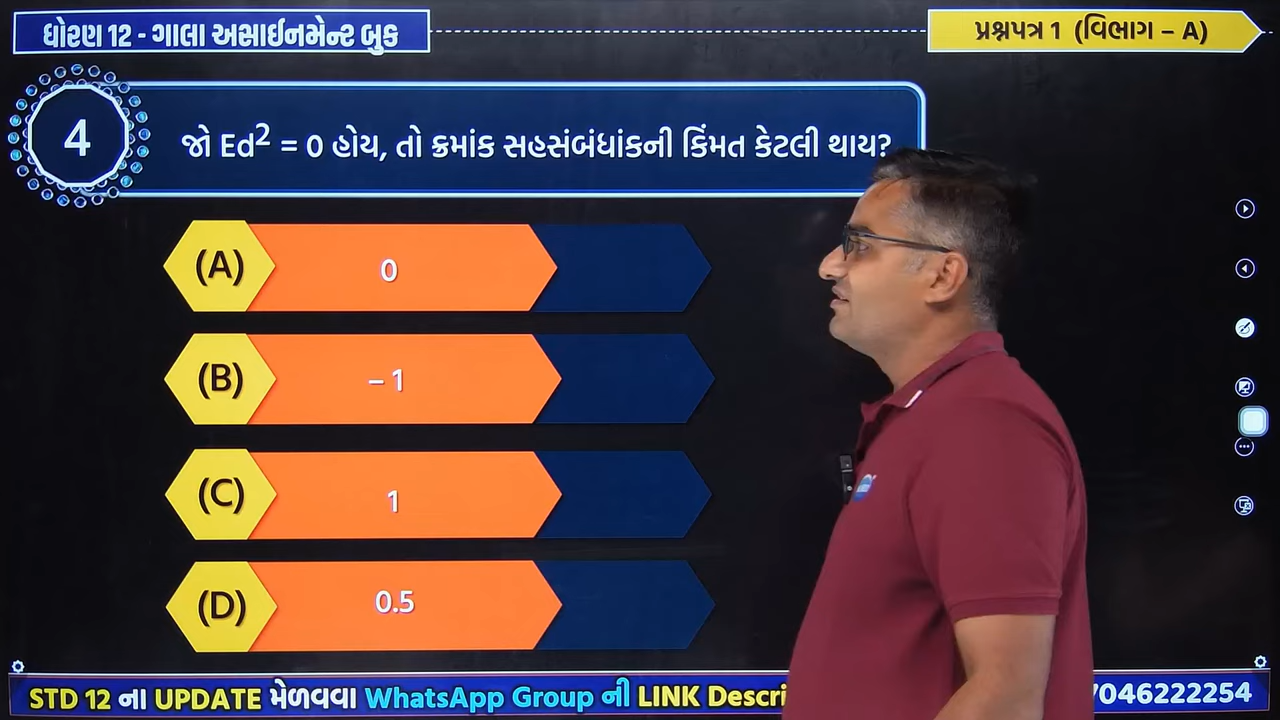 ધોરણ 12 - ગાલા અસાઈનમેન્ટ બુક
પ્રશ્નપત્ર 1 (વિભાગ – A)
4
જો Ed² = 0 હોય, તો ક્રમાંક સહસંબંધાંકની કિંમત કેટલી થાય?
(A) 0
(B) – 1
(C) 1
(D) 0.5
STD 12 ના UPDATE મેળવવા WhatsApp Group ની LINK 7046222254